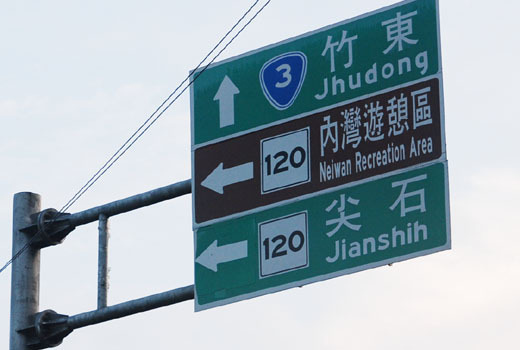 3 竹東
Jhudong
120 內灣遊憩區
Neiwan Recreation Area
120 尖石
Jianshih